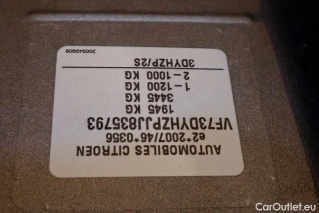 AUTOMOBILES CITROEN
e2*2007/46*0356
VF73DYHZPJJ835793
1945 KG
3445 KG
1-1200 KG
2-1000 KG
3DYHZP/2S
200549909
CarOutlet.eu